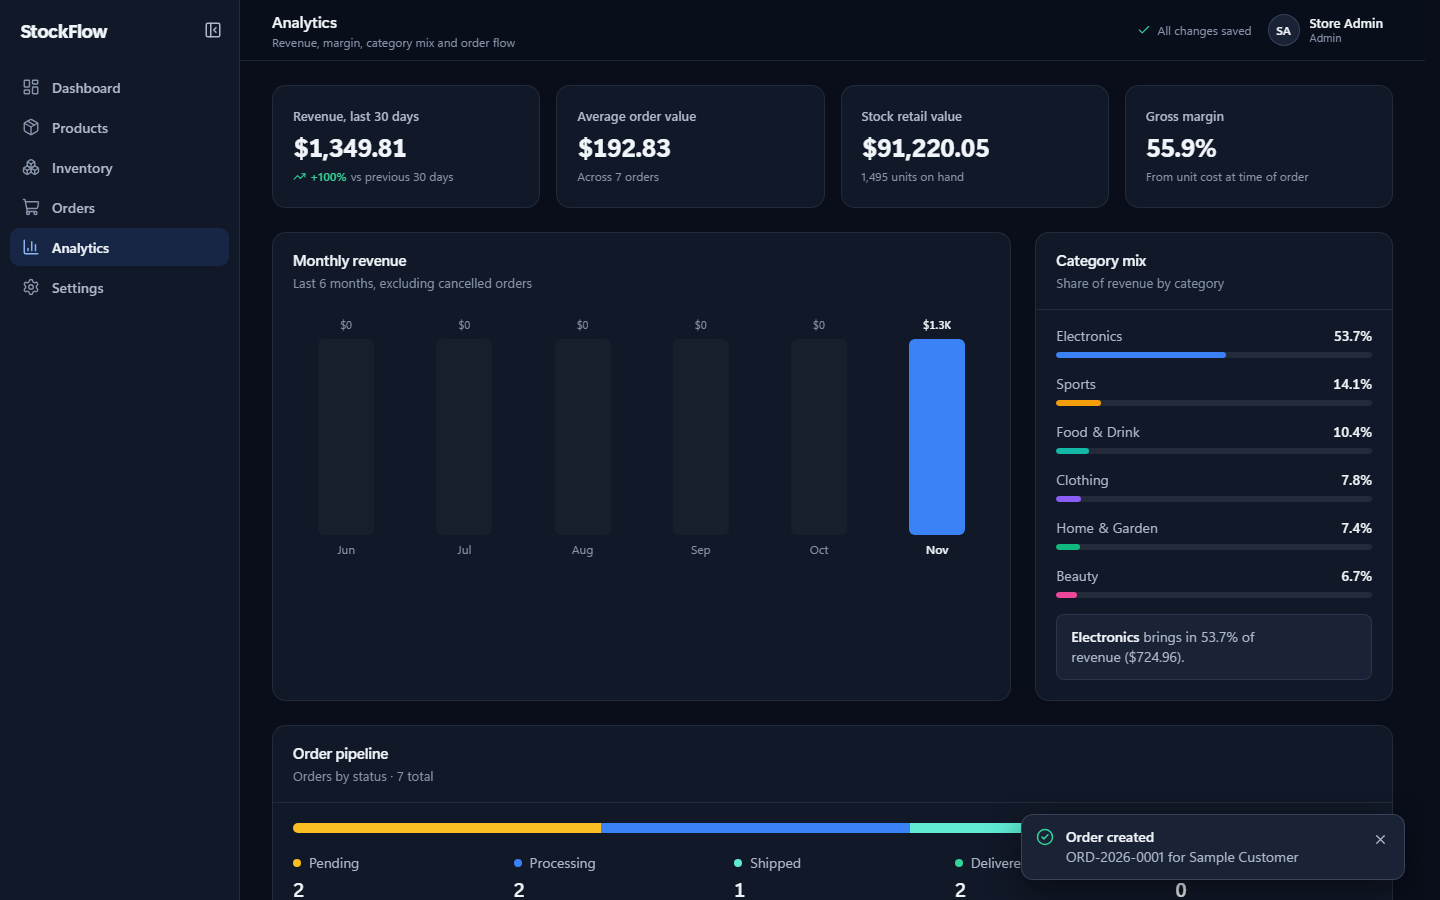 StockFlow
Dashboard
Products
Inventory
Orders
Analytics
Settings
Analytics
Revenue, margin, category mix and order flow
All changes saved
SA
Store Admin
Admin
Revenue, last 30 days
$1,349.81
+100% vs previous 30 days
Average order value
$192.83
Across 7 orders
Stock retail value
$91,220.05
1,495 units on hand
Gross margin
55.9%
From unit cost at time of order
Monthly revenue
Last 6 months, excluding cancelled orders
$0 $0 $0 $0 $0 $1.3K
Jun Jul Aug Sep Oct Nov
Category mix
Share of revenue by category
Electronics 53.7%
Sports 14.1%
Food & Drink 10.4%
Clothing 7.8%
Home & Garden 7.4%
Beauty 6.7%
Electronics brings in 53.7% of
revenue ($724.96).
Order pipeline
Orders by status · 7 total
Pending Processing Shipped Delivere
2 2 1 2 0
Order created
ORD-2026-0001 for Sample Customer